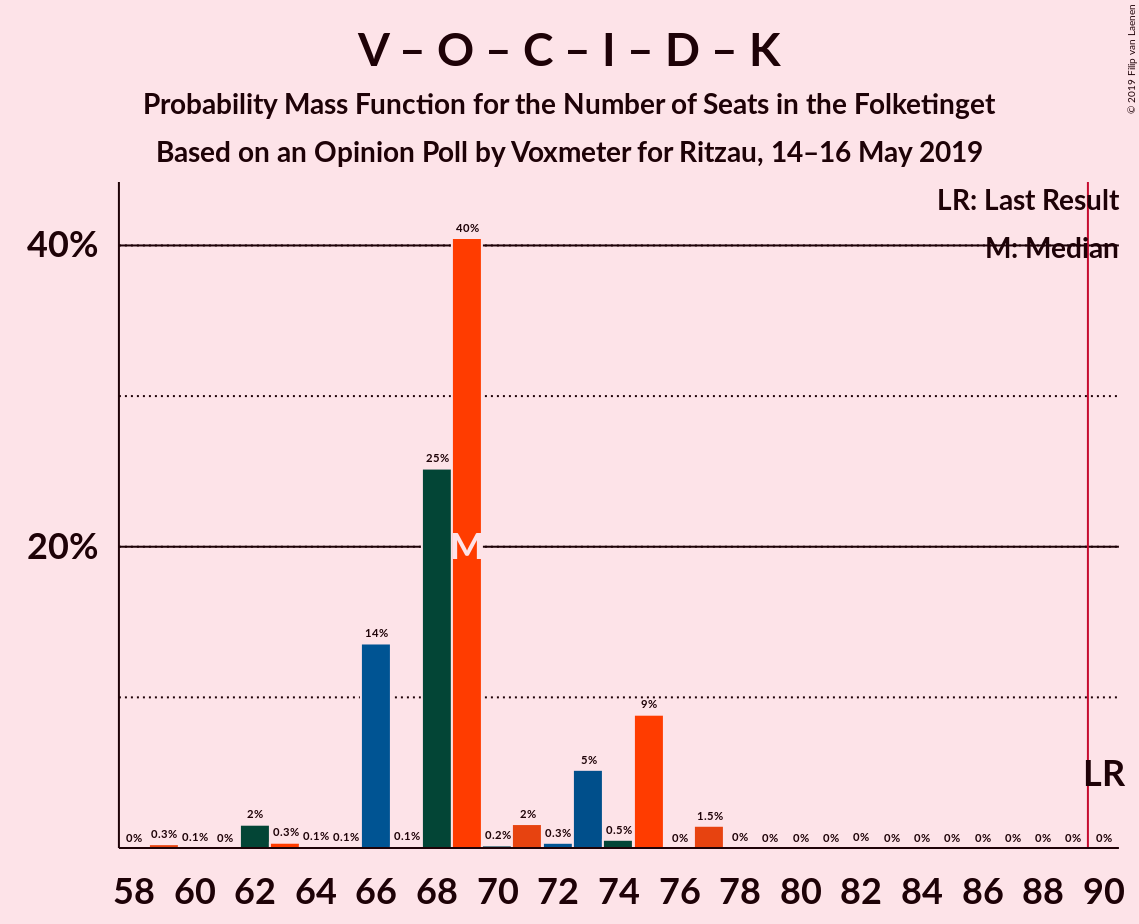 V – O – C – I – D – K
Probability Mass Function for the Number of Seats in the Folketinget
Based on an Opinion Poll by Voxmeter for Ritzau, 14–16 May 2019
© 2019 Filip van Laenen
LR: Last Result
M: Median
40%
20%
0% 0.3% 0.1% 0% 2% 0.3% 0.1% 0.1% 14% 0.1% 25% 40% 0.2% 2% 0.3% 5% 0.5% 9% 0% 1.5% 0% 0% 0% 0% 0% 0% 0% 0% 0% 0% 0% 0% 0%
M
LR
58 60 62 64 66 68 70 72 74 76 78 80 82 84 86 88 90